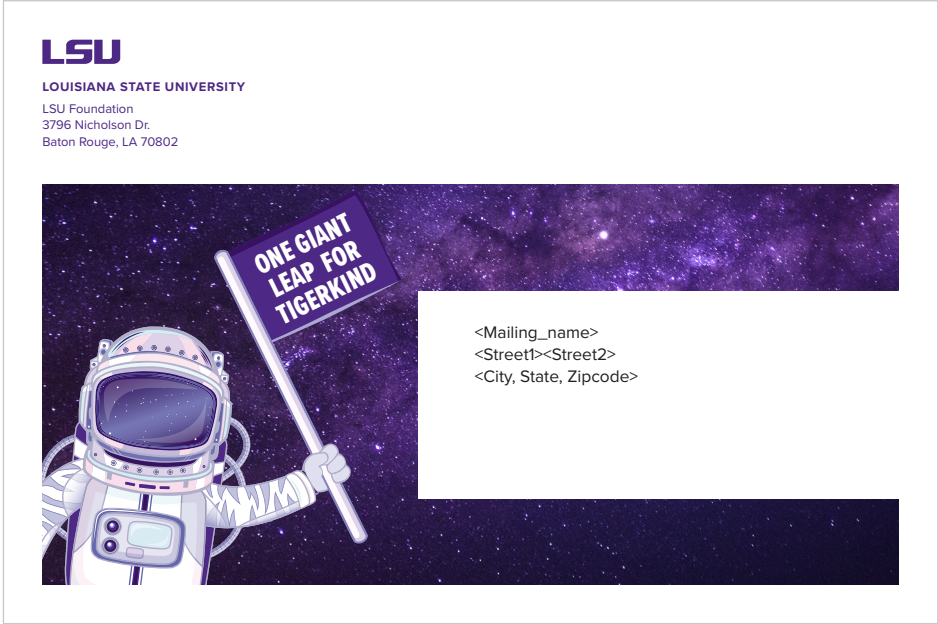 LSU
LOUISIANA STATE UNIVERSITY
LSU Foundation
3796 Nicholson Dr.
Baton Rouge, LA 70802
ONE GIANT
LEAP FOR
TIGERKIND
<Mailing_name>
<Street1><Street2>
<City, State, Zipcode>